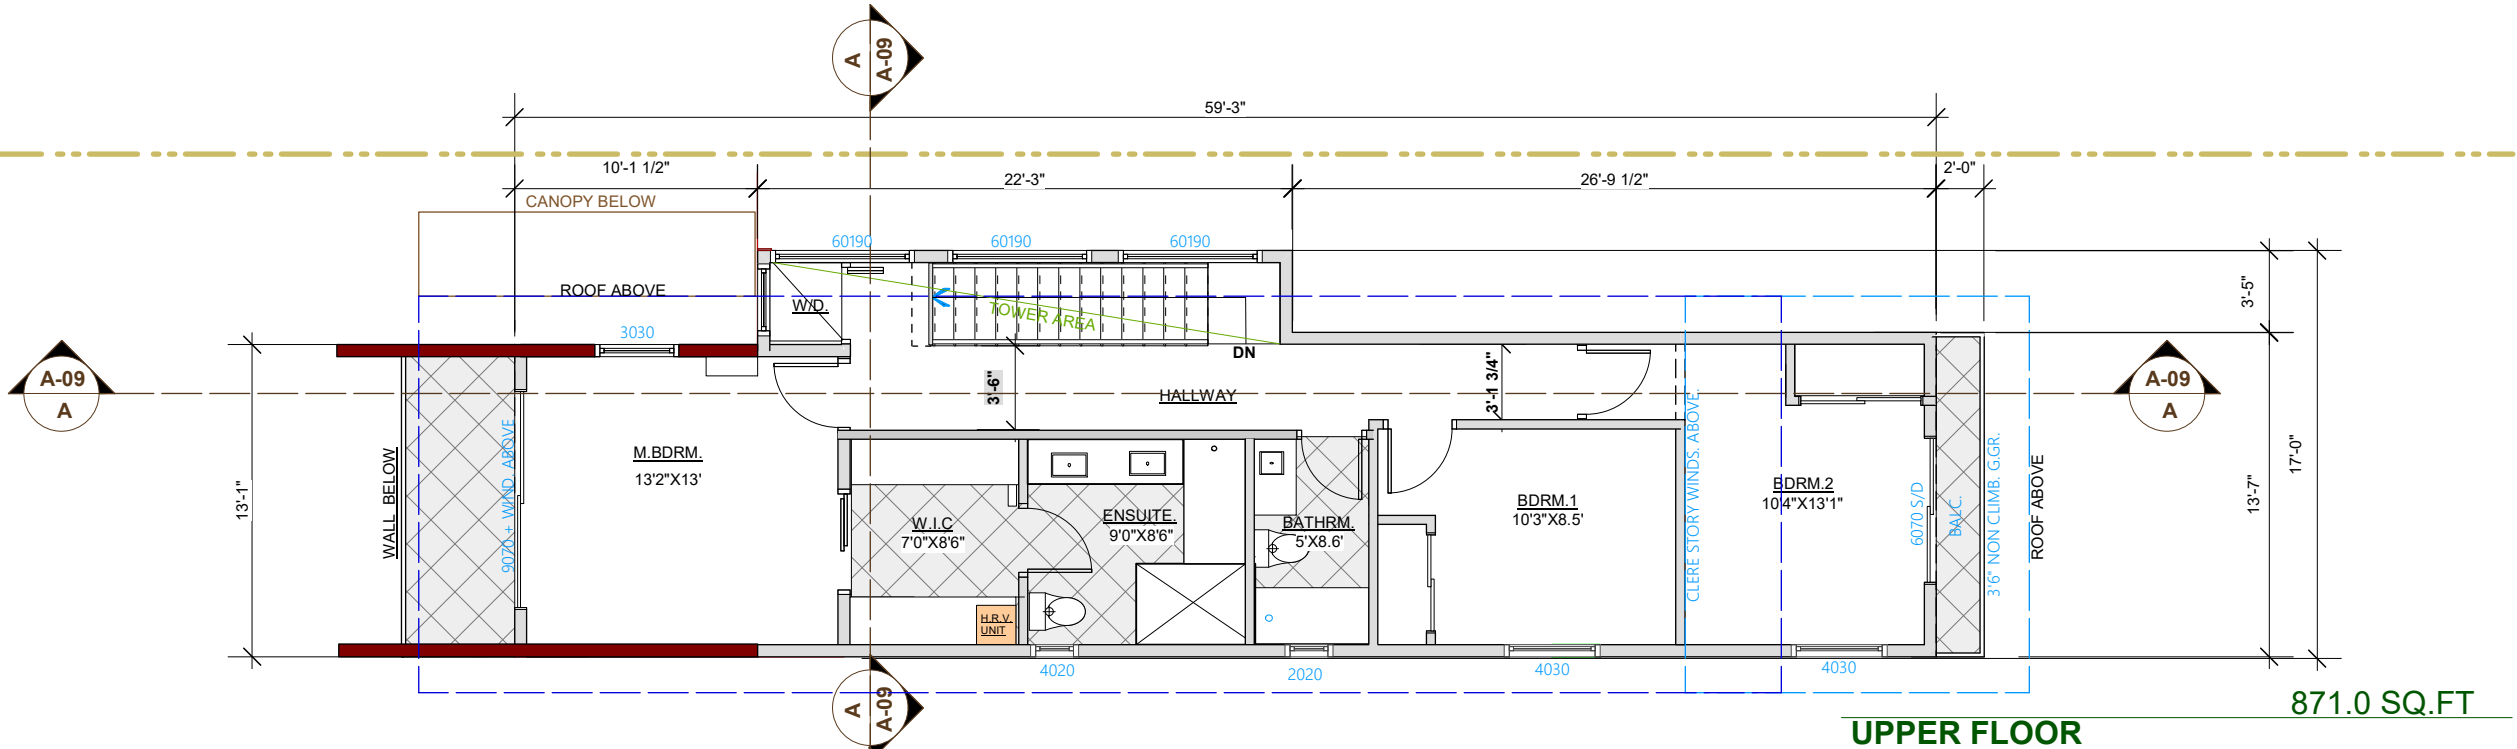 A
A-09
59'-3"
10'-1 1/2"
22'-3"
26'-9 1/2"
2'-0"
CANOPY BELOW
60190
60190
60190
ROOF ABOVE
W/D.
TOWER AREA
3030
DN
3'-5"
17'-0"
13'-7"
A-09
A
A-09
A
3'-6"
HALLWAY
3'-1 3/4"
13'-1"
WALL BELOW
9070 + WIND. ABOVE
M.BDRM.
13'2"X13'
W.I.C
7'0"X8'6"
ENSUITE.
9'0"X8'6"
BATHRM.
5'X8.6'
BDRM.1
10'3"X8.5'
CLERE STORY WINDS. ABOVE.
BDRM.2
10'4"X13'1"
6070 S/D
BALC.
3'6" NON CLIMB. G.GR.
ROOF ABOVE
H.R.V.
UNIT
4020
2020
4030
4030
A
A-09
871.0 SQ.FT
UPPER FLOOR